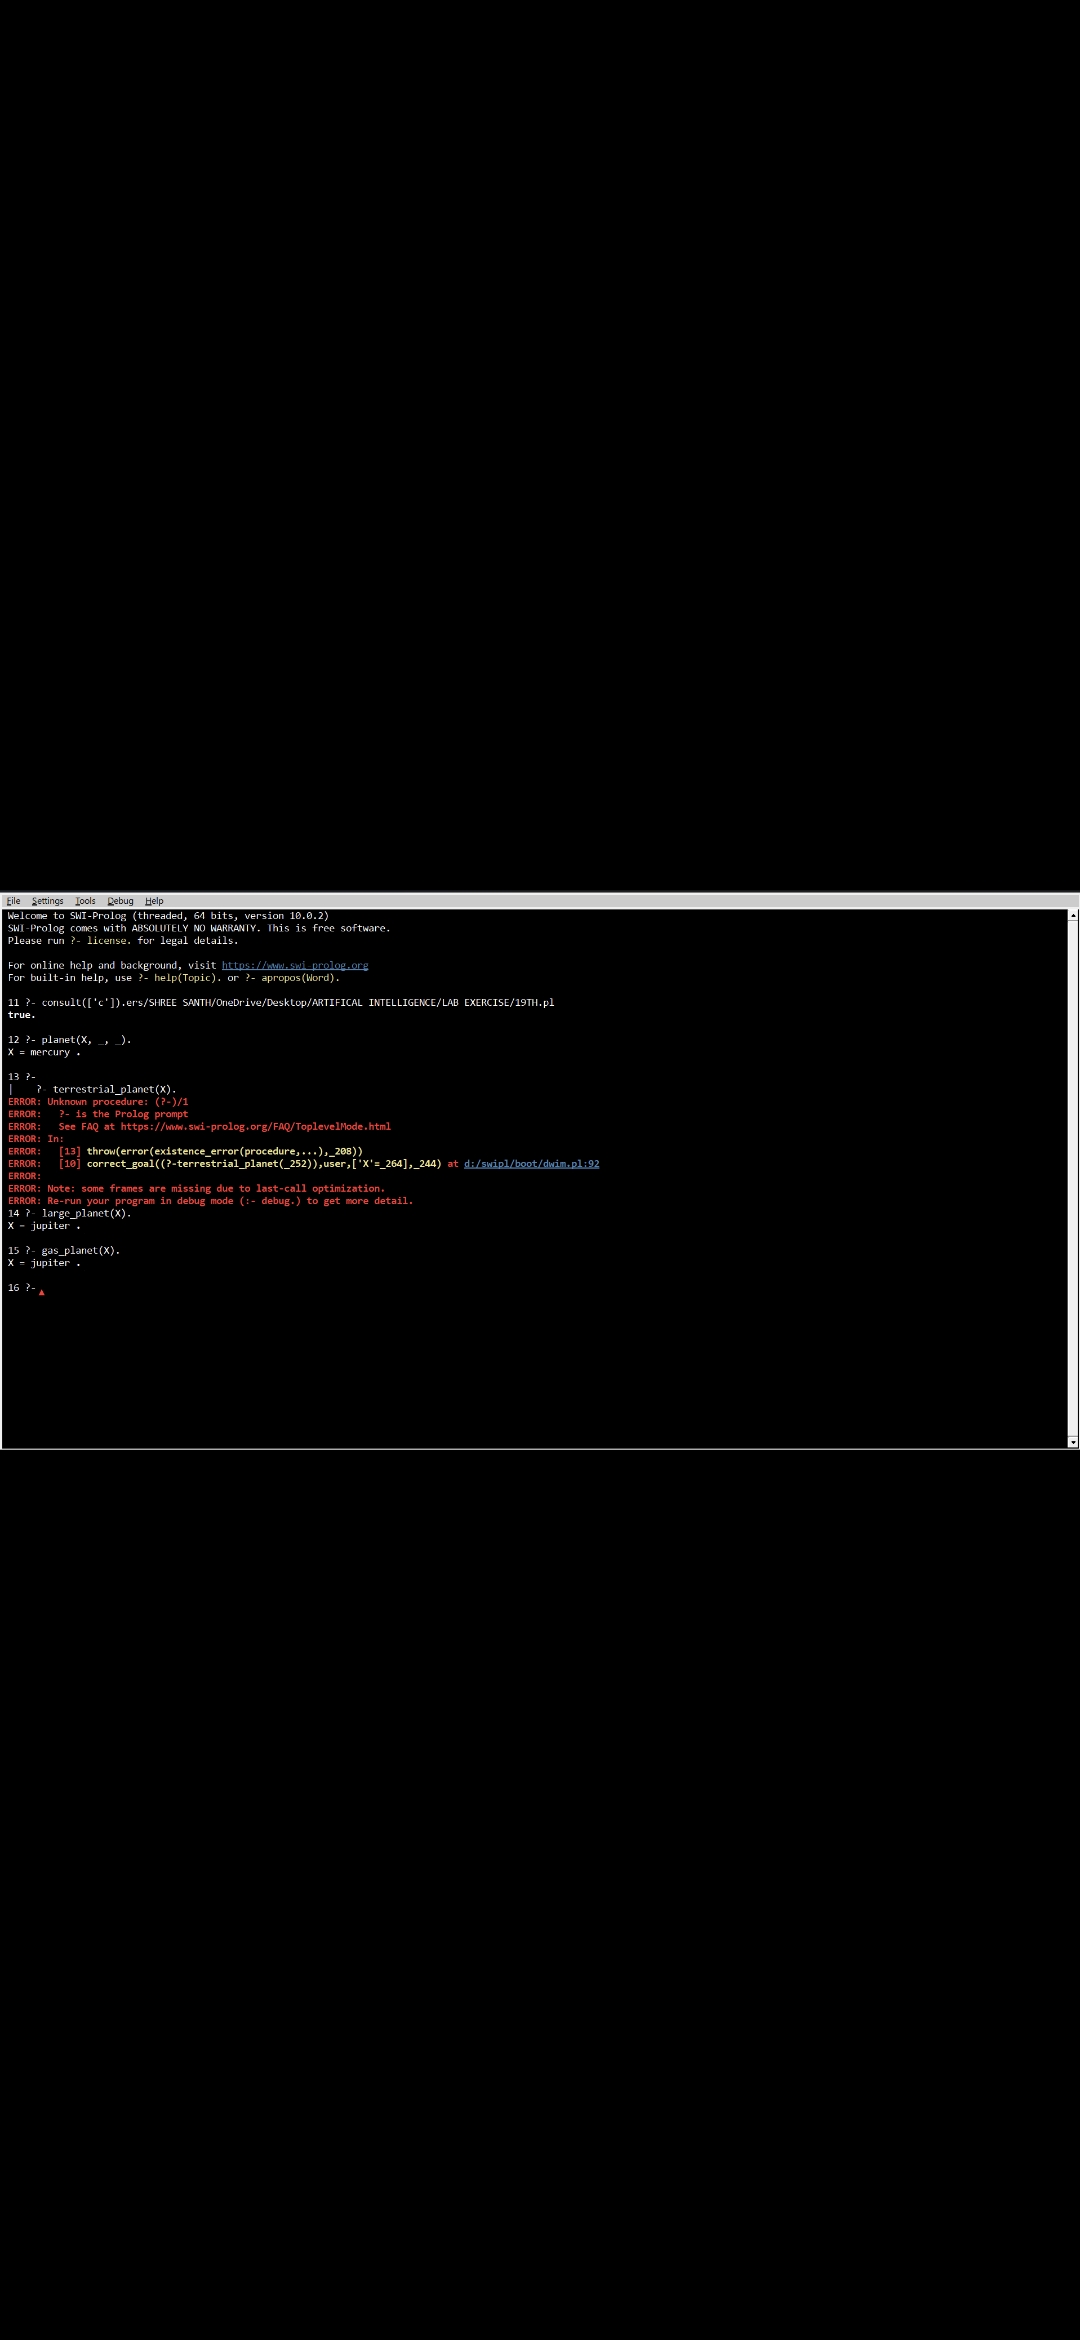 File Settings Tools Debug Help
Welcome to SWI-Prolog (threaded, 64 bits, version 10.0.2)
SWI-Prolog comes with ABSOLUTELY NO WARRANTY. This is free software.
Please run ?- license. for legal details.
For online help and background, visit https://www.swi-prolog.org
For built-in help, use ?- help(Topic). or ?- apropos(Word).
11 ?- consult(['c']).ers/SHREE SANTH/OneDrive/Desktop/ARTIFICAL INTELLIGENCE/LAB EXERCISE/19TH.pl
true.
12 ?- planet(X, _, _).
X = mercury .
13 ?-
|    ?- terrestrial_planet(X).
ERROR: Unknown procedure: (?-)/1
ERROR:   ?- is the Prolog prompt
ERROR:   See FAQ at https://www.swi-prolog.org/FAQ/ToplevelMode.html
ERROR: In:
ERROR:   [13] throw(error(existence_error(procedure,...),_208))
ERROR:   [10] correct_goal((?-terrestrial_planet(_252)),user,['X'=_264],_244) at d:/swipl/boot/dwim.pl:92
ERROR:
ERROR: Note: some frames are missing due to last-call optimization.
ERROR: Re-run your program in debug mode (:- debug.) to get more detail.
14 ?- large_planet(X).
X = jupiter .
15 ?- gas_planet(X).
X = jupiter .
16 ?-